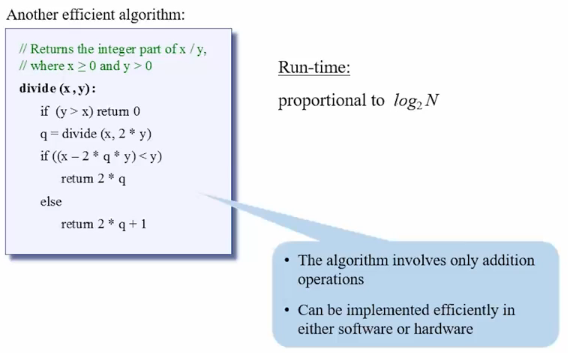 Another efficient algorithm:
// Returns the integer part of x / y,
// where x ≥ 0 and y > 0
divide (x, y):
if (y > x) return 0
q = divide (x, 2 * y)
if ((x – 2 * q * y) < y)
return 2 * q
else
return 2 * q + 1
Run-time:
proportional to log₂ N
• The algorithm involves only addition
operations
• Can be implemented efficiently in
either software or hardware